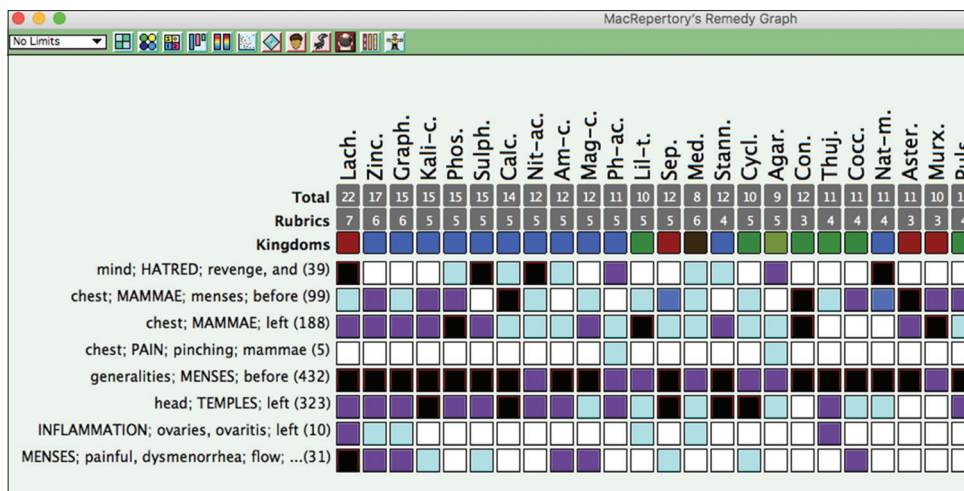 MacRepertory's Remedy Graph
No Limits
Lach. Zinc. Graph. Kali-c. Phos. Sulph. Calc. Nit-ac. Am-c. Mag-c. Ph-ac. Lil-t. Sep. Med. Stann. Cycl. Agar. Con. Thuj. Cocc. Nat-m. Aster. Murx.
Total 22 17 15 15 15 15 14 12 12 12 11 10 12 8 12 10 9 12 11 11 11 11 10
Rubrics 7 6 6 5 5 5 5 5 5 5 5 5 5 6 4 5 5 3 4 4 4 3 3
Kingdoms
mind; HATRED; revenge, and (39)
chest; MAMMAE; menses; before (99)
chest; MAMMAE; left (188)
chest; PAIN; pinching; mammae (5)
generalities; MENSES; before (432)
head; TEMPLES; left (323)
INFLAMMATION; ovaries, ovaritis; left (10)
MENSES; painful, dysmenorrhea; flow; ...(31)